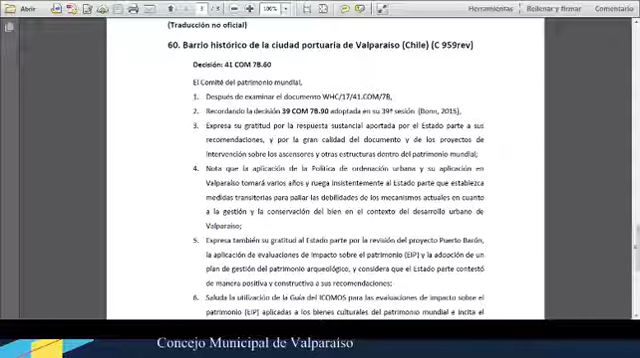 Abrir
3 / 5
100%
Herramientas
Rellenar y firmar
Comentario
(Traducción no oficial)
60. Barrio histórico de la ciudad portuaria de Valparaíso (Chile) (C 959rev)
Decisión: 41 COM 7B.60
El Comité del patrimonio mundial,
1. Después de examinar el documento WHC/17/41.COM/7B,
2. Recordando la decisión 39 COM 7B.90 adoptada en su 39ª sesión (Bonn, 2015),
3. Expresa su gratitud por la respuesta sustancial aportada por el Estado parte a sus
recomendaciones, y por la gran calidad del documento y de los proyectos de
intervención sobre los ascensores y otras estructuras dentro del patrimonio mundial;
4. Nota que la aplicación de la Política de ordenación urbana y su aplicación en
Valparaíso tomará varios años y ruega insistentemente al Estado parte que establezca
medidas transitorias para paliar las debilidades de los mecanismos actuales en cuanto
a la gestión y la conservación del bien en el contexto del desarrollo urbano de
Valparaíso;
5. Expresa también su gratitud al Estado parte por la revisión del proyecto Puerto Barón,
la aplicación de evaluaciones de impacto sobre el patrimonio (EIP) y la adopción de un
plan de gestión del patrimonio arqueológico, y considera que el Estado parte contestó
de manera positiva y constructiva a sus recomendaciones;
6. Saluda la utilización de la Guía del ICOMOS para las evaluaciones de impacto sobre el
patrimonio (EIP) aplicadas a los bienes culturales del patrimonio mundial e incita el
Concejo Municipal de Valparaíso